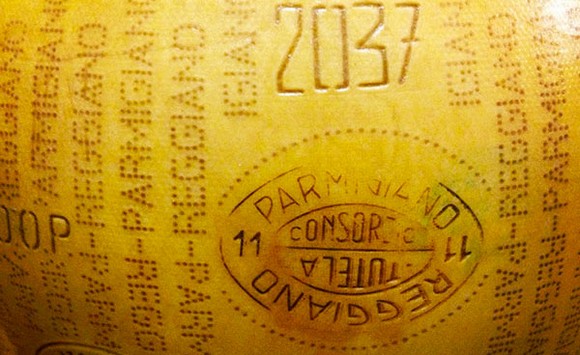 2037
PARMIGIANO
11 CONSORZIO 11
TUTELA
REGGIANO
DOP
PARMIGIANO-REGGIANO